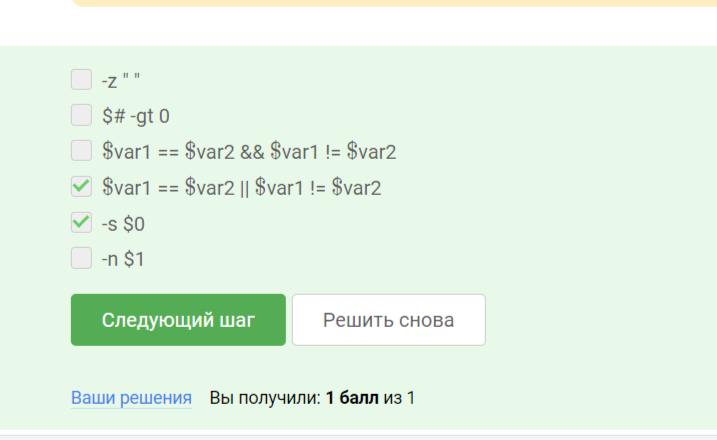 -z " "
$# -gt 0
$var1 == $var2 && $var1 != $var2
$var1 == $var2 || $var1 != $var2
-s $0
-n $1
Следующий шаг Решить снова
Ваши решения Вы получили: 1 балл из 1